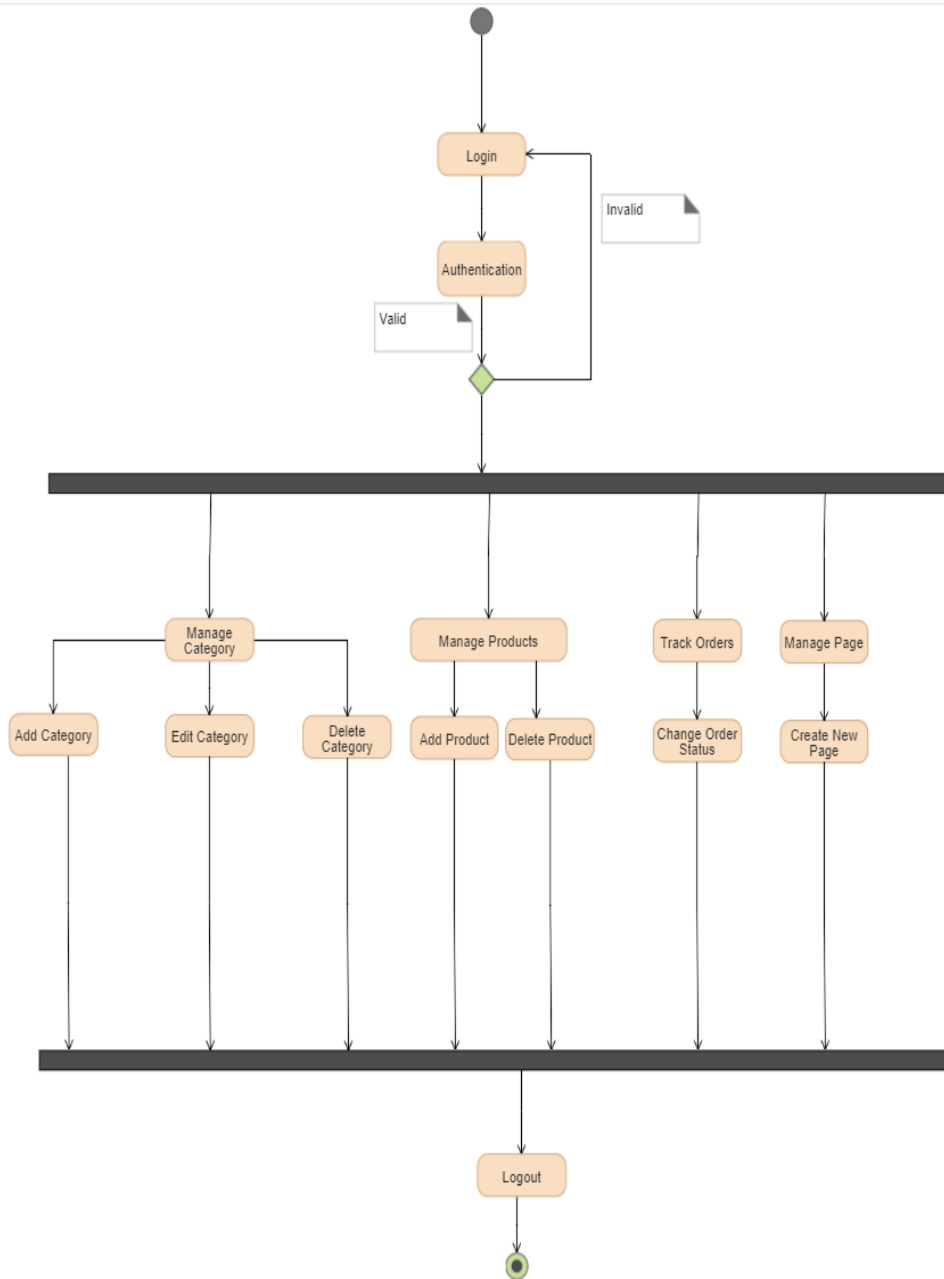 Login
Invalid
Authentication
Valid
Manage
Category
Manage Products
Track Orders
Manage Page
Add Category
Edit Category
Delete
Category
Add Product
Delete Product
Change Order
Status
Create New
Page
Logout